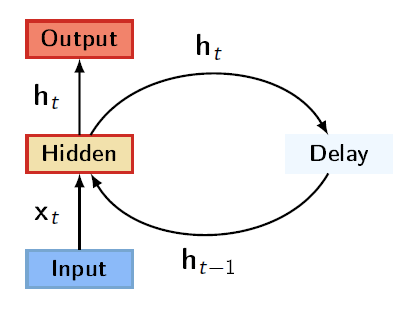 Output
h_t
h_t
Hidden
Delay
x_t
h_{t−1}
Input